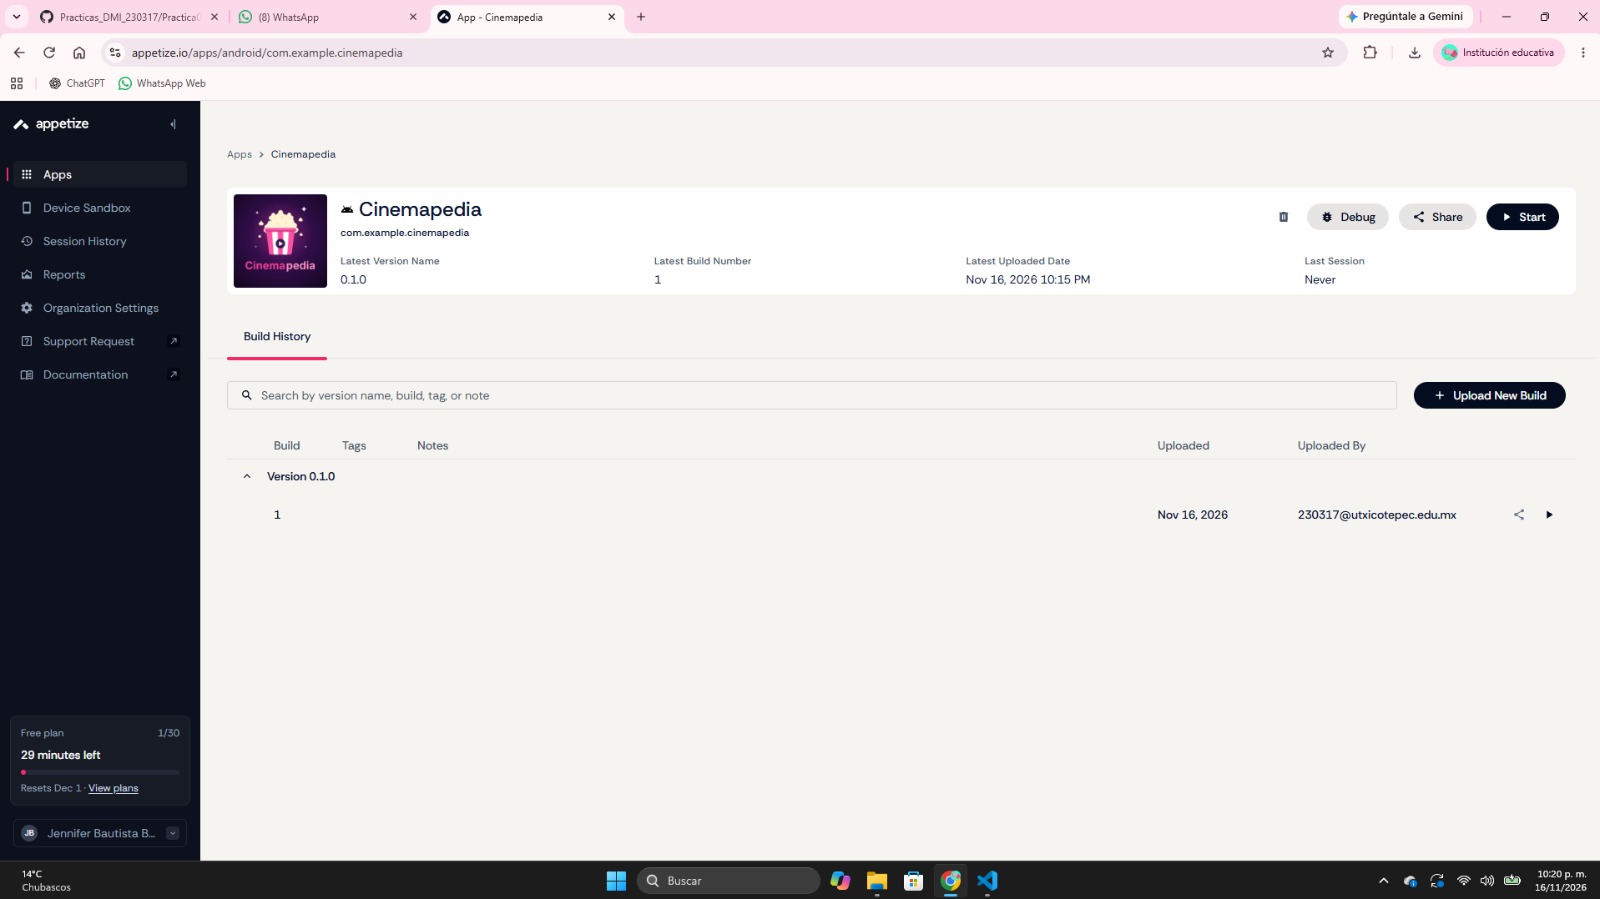 Practicas_DMI_230317/Practica0
(8) WhatsApp
App - Cinemapedia
Pregúntale a Gemini
appetize.io/apps/android/com.example.cinemapedia
Institución educativa
ChatGPT
WhatsApp Web
appetize
Apps
Device Sandbox
Session History
Reports
Organization Settings
Support Request
Documentation
Free plan 1/30
29 minutes left
Resets Dec 1 · View plans
JB Jennifer Bautista B...
Apps > Cinemapedia
Cinemapedia
Cinemapedia
com.example.cinemapedia
Debug
Share
Start
Latest Version Name
0.1.0
Latest Build Number
1
Latest Uploaded Date
Nov 16, 2026 10:15 PM
Last Session
Never
Build History
Search by version name, build, tag, or note
+ Upload New Build
Build Tags Notes Uploaded Uploaded By
Version 0.1.0
1 Nov 16, 2026 230317@utxicotepec.edu.mx
14°C
Chubascos
Buscar
10:20 p. m.
16/11/2026